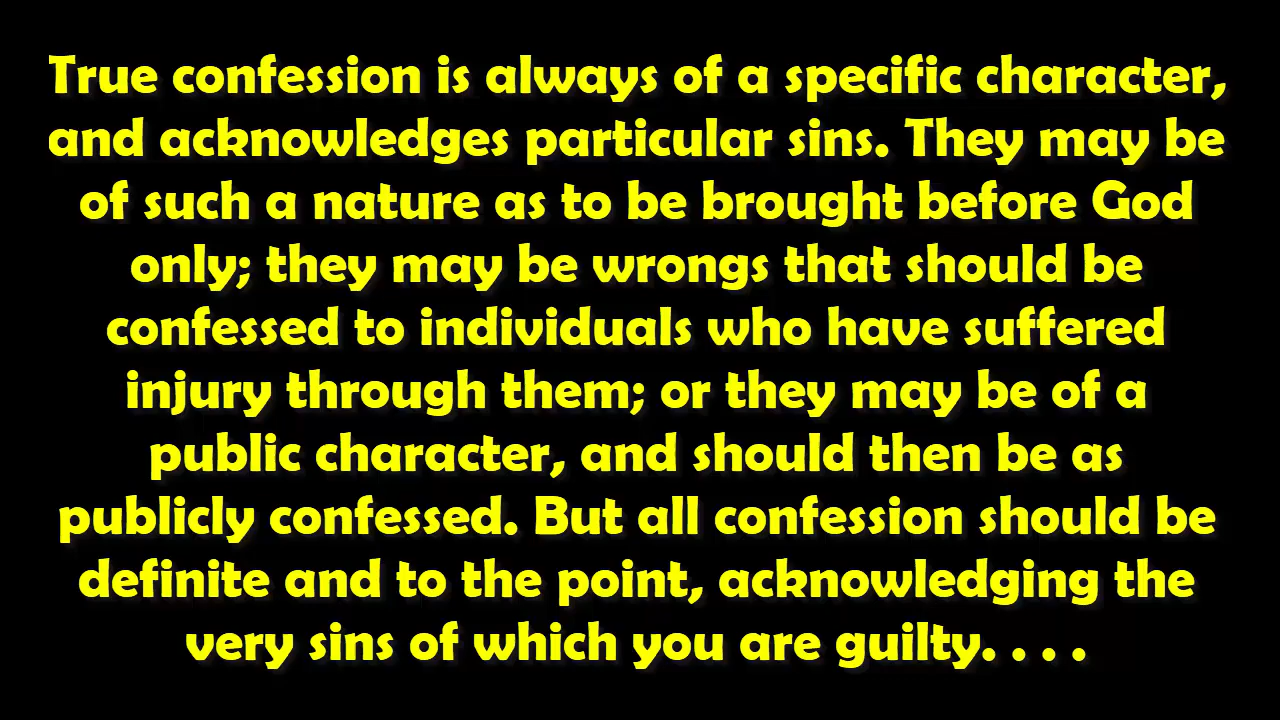 True confession is always of a specific character,
and acknowledges particular sins. They may be
of such a nature as to be brought before God
only; they may be wrongs that should be
confessed to individuals who have suffered
injury through them; or they may be of a
public character, and should then be as
publicly confessed. But all confession should be
definite and to the point, acknowledging the
very sins of which you are guilty. . . .